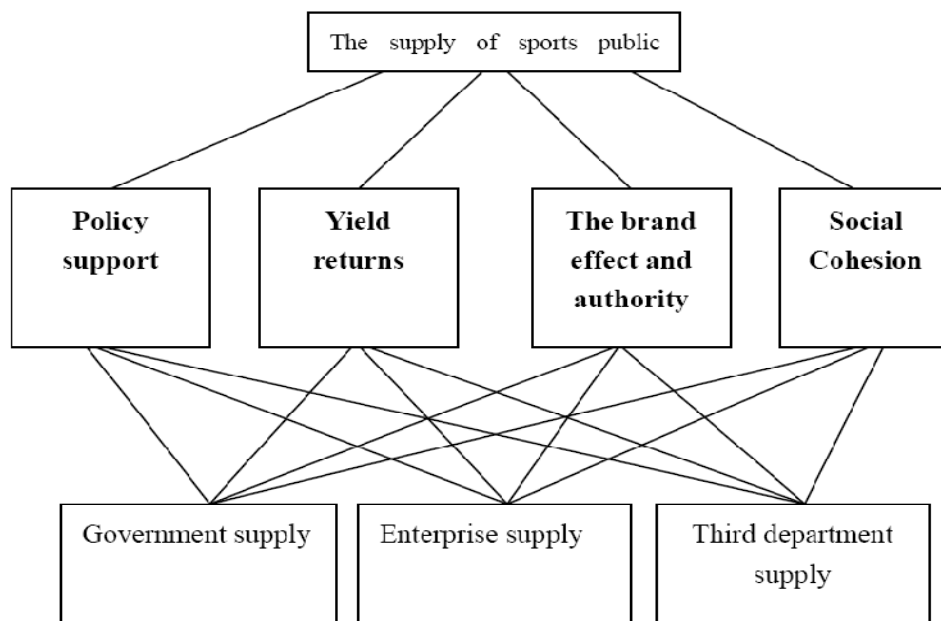 The supply of sports public
Policy
support
Yield
returns
The brand
effect and
authority
Social
Cohesion
Government supply
Enterprise supply
Third department
supply